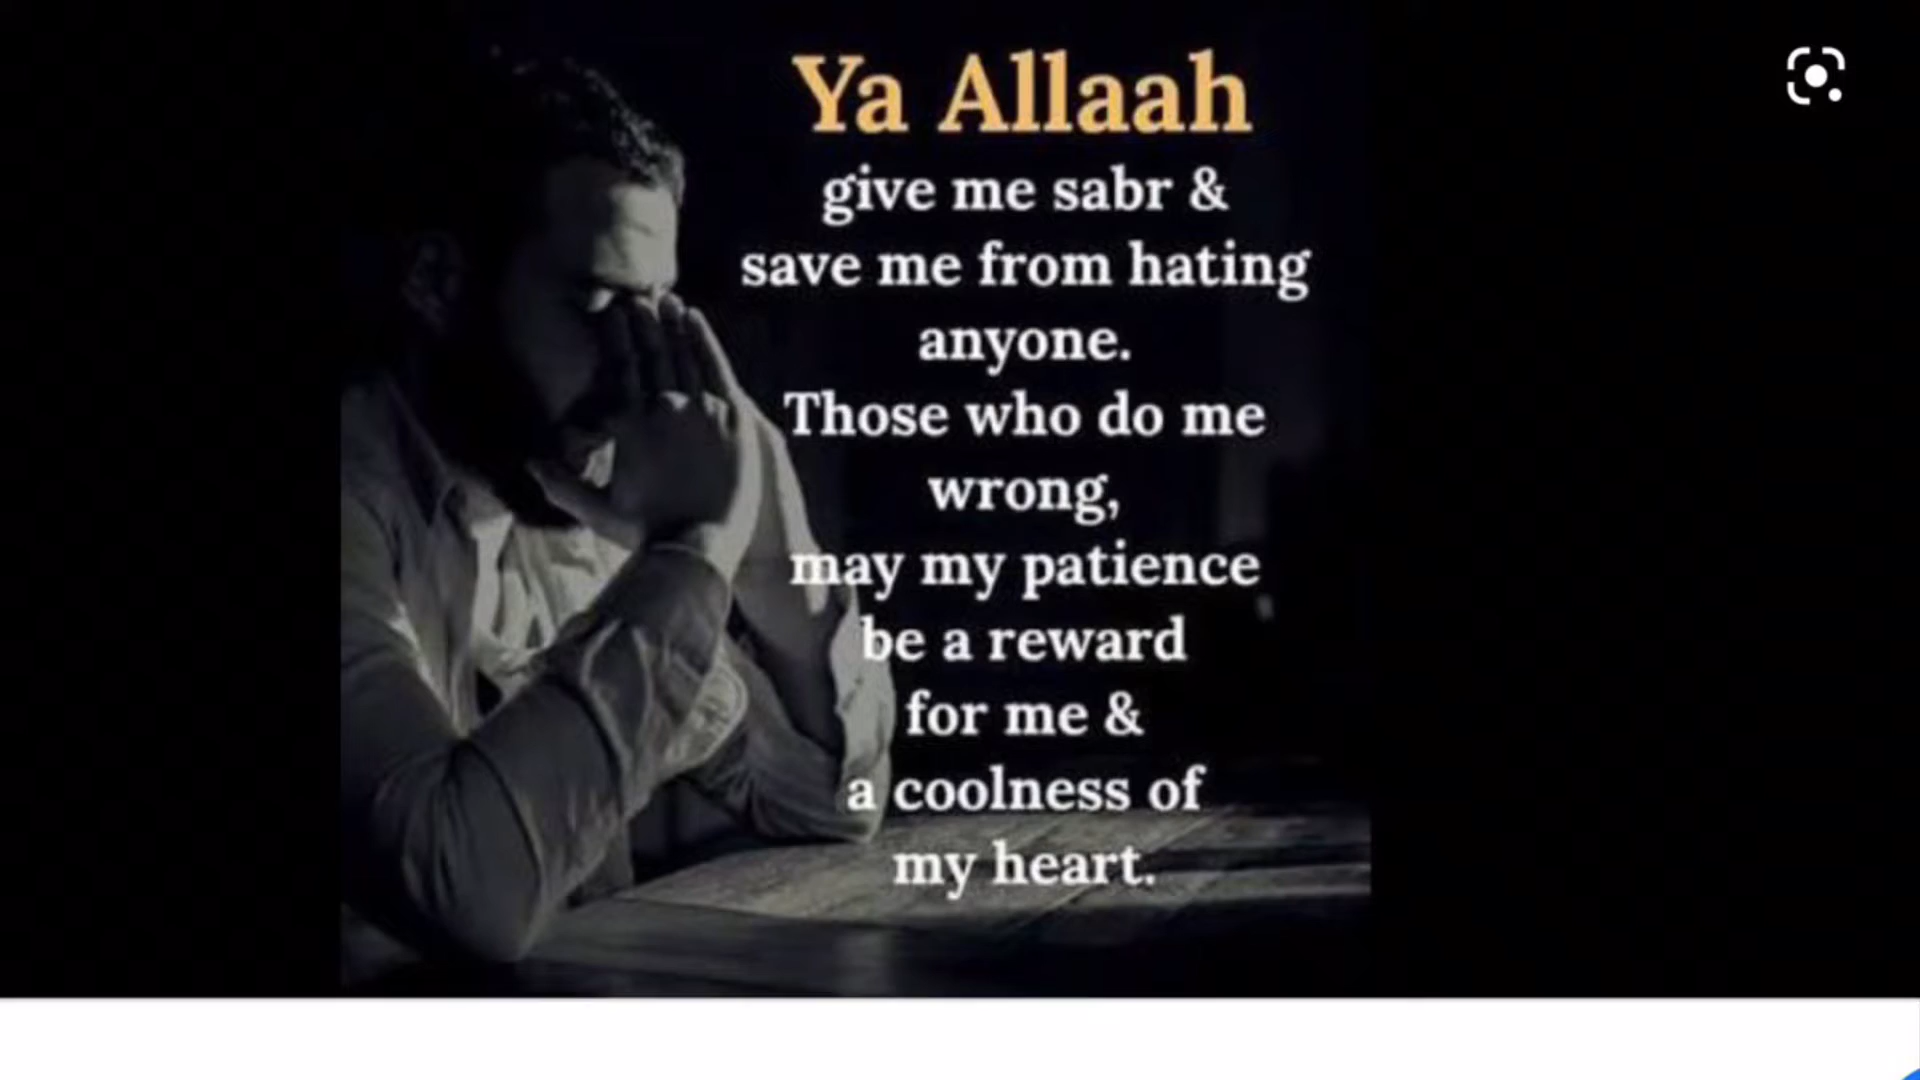 Ya Allaah
give me sabr &
save me from hating
anyone.
Those who do me
wrong,
may my patience
be a reward
for me &
a coolness of
my heart.